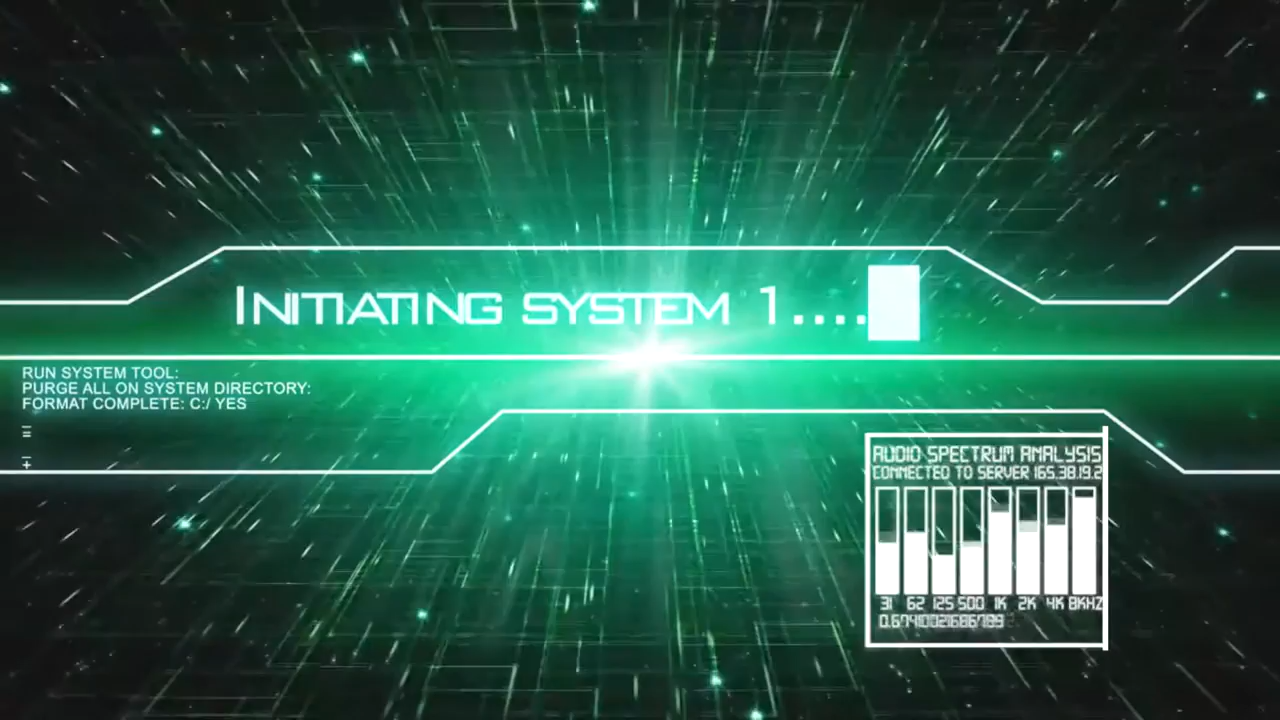 INITIATING SYSTEM 1....
RUN SYSTEM TOOL:
PURGE ALL ON SYSTEM DIRECTORY:
FORMAT COMPLETE: C:/ YES
AUDIO SPECTRUM ANALYSIS
CONNECTED TO SERVER 165.38.19.2
31 62 125 500 1K 2K 4K 8KHZ